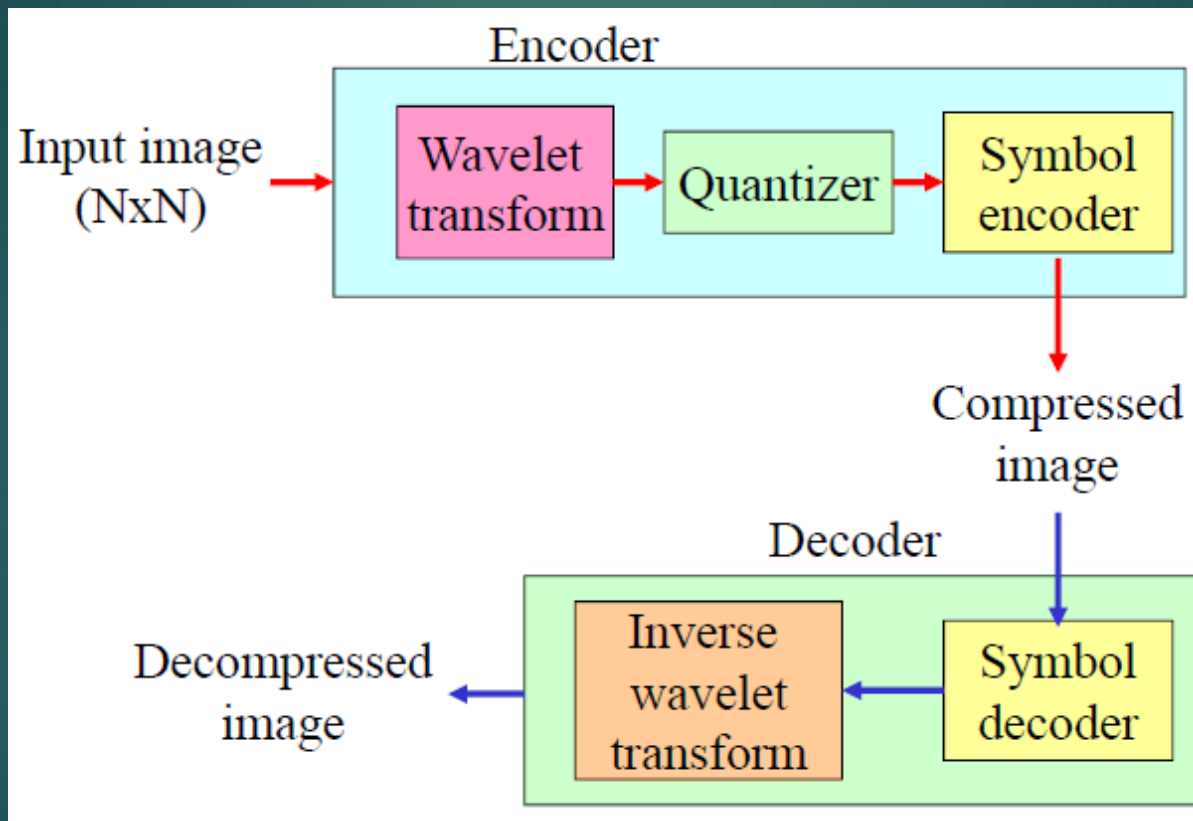 Encoder
Input image
(NxN)
Wavelet
transform
Quantizer
Symbol
encoder
Compressed
image
Decoder
Symbol
decoder
Inverse
wavelet
transform
Decompressed
image